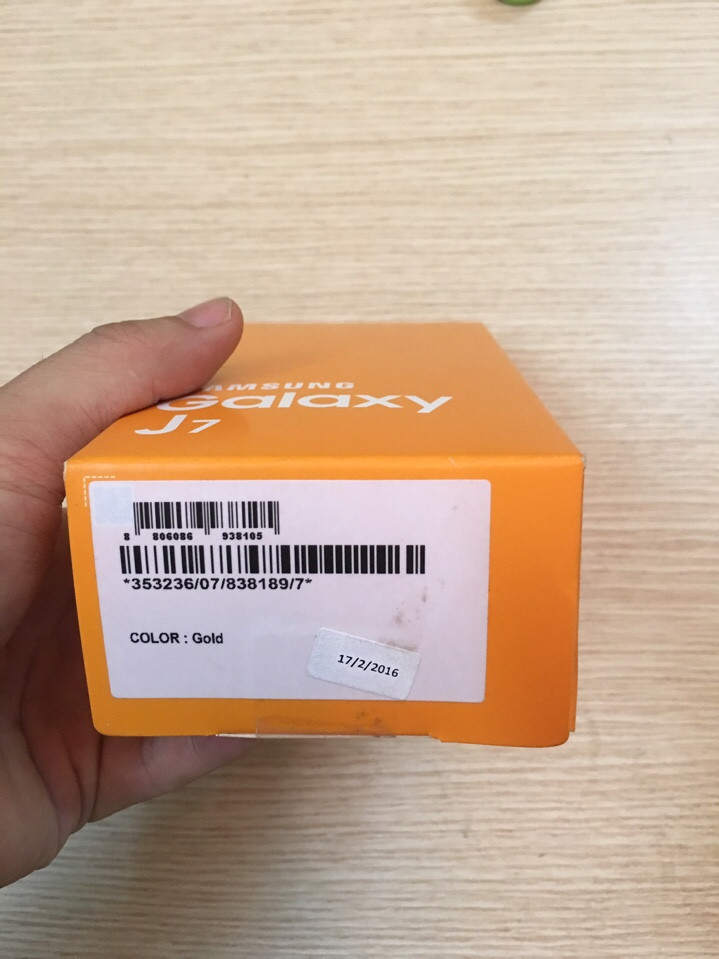 SAMSUNG
Galaxy
J7
8 806086 938105
*353236/07/838189/7*
COLOR : Gold
17/2/2016